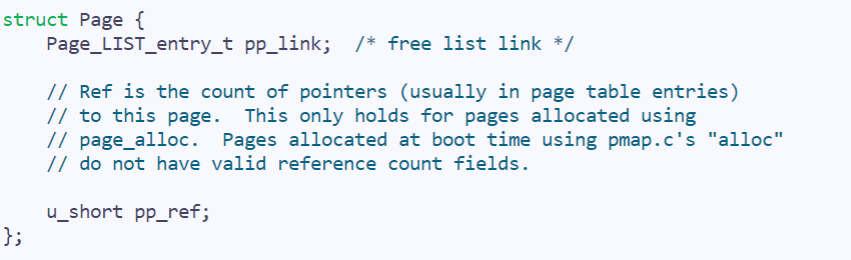 struct Page {
    Page_LIST_entry_t pp_link;  /* free list link */
    // Ref is the count of pointers (usually in page table entries)
    // to this page.  This only holds for pages allocated using
    // page_alloc.  Pages allocated at boot time using pmap.c's "alloc"
    // do not have valid reference count fields.
    u_short pp_ref;
};